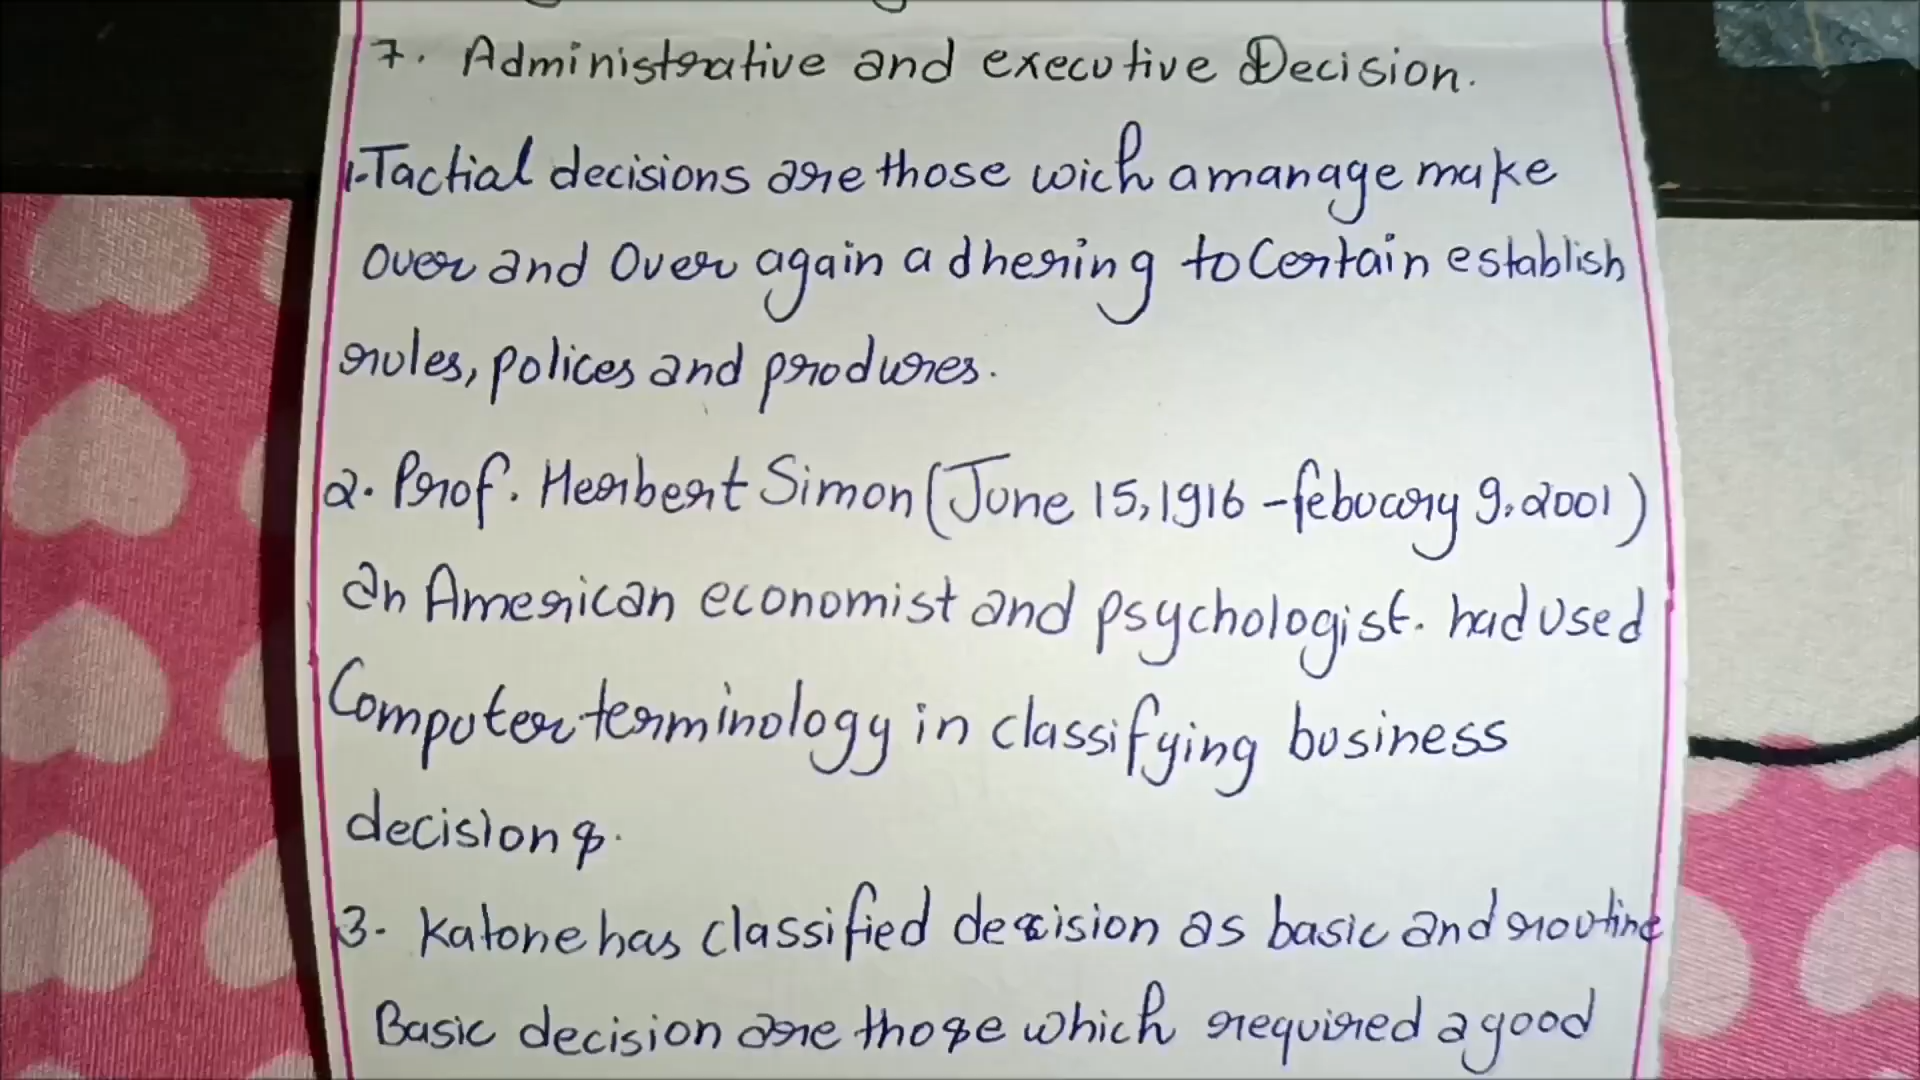 7. Administrative and executive Decision.
1. Tactial decisions are those wich a manage make
over and over again adhering to Certain establish
rules, polices and produres.
2. Prof. Herbert Simon (June 15, 1916 - febuary 9, 2001)
an American economist and psychologist. had used
Computer terminology in classifying business
decisions.
3. Katone has classified decision as basic and routine
Basic decision are those which required a good